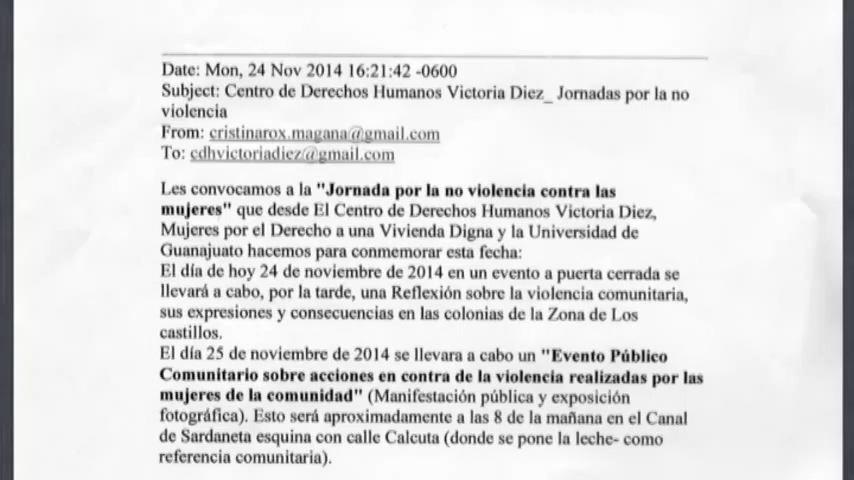 Date: Mon, 24 Nov 2014 16:21:42 -0600
Subject: Centro de Derechos Humanos Victoria Diez_ Jornadas por la no
violencia
From: cristinarox.magana@gmail.com
To: cdhvictoriadiez@gmail.com
Les convocamos a la "Jornada por la no violencia contra las
mujeres" que desde El Centro de Derechos Humanos Victoria Diez,
Mujeres por el Derecho a una Vivienda Digna y la Universidad de
Guanajuato hacemos para conmemorar esta fecha:
El día de hoy 24 de noviembre de 2014 en un evento a puerta cerrada se
llevará a cabo, por la tarde, una Reflexión sobre la violencia comunitaria,
sus expresiones y consecuencias en las colonias de la Zona de Los
castillos.
El día 25 de noviembre de 2014 se llevara a cabo un "Evento Público
Comunitario sobre acciones en contra de la violencia realizadas por las
mujeres de la comunidad" (Manifestación pública y exposición
fotográfica). Esto será aproximadamente a las 8 de la mañana en el Canal
de Sardaneta esquina con calle Calcuta (donde se pone la leche- como
referencia comunitaria).